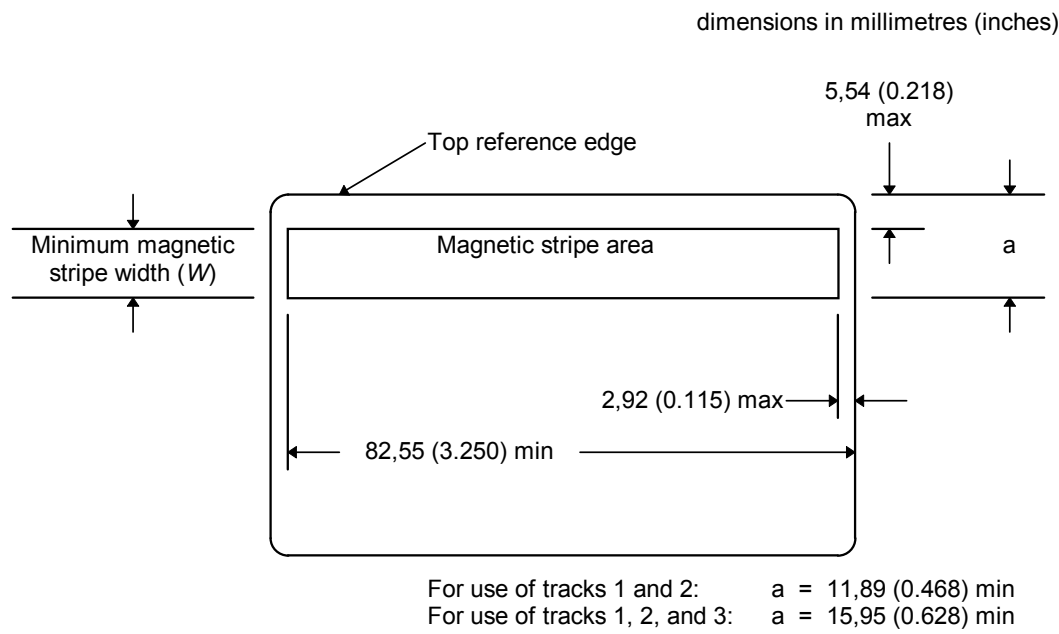 dimensions in millimetres (inches)
5,54 (0.218)
max
Top reference edge
Minimum magnetic
stripe width (W)
Magnetic stripe area
a
2,92 (0.115) max
82,55 (3.250) min
For use of tracks 1 and 2: a = 11,89 (0.468) min
For use of tracks 1, 2, and 3: a = 15,95 (0.628) min